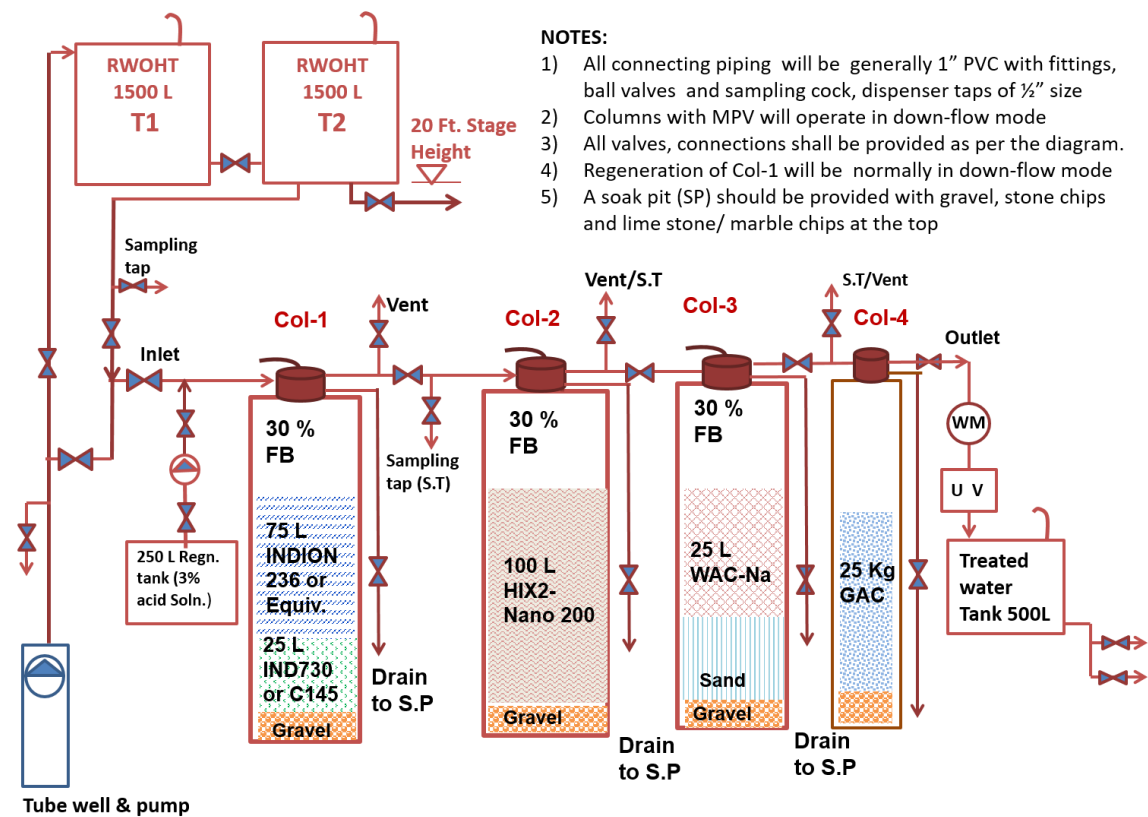 NOTES:
1) All connecting piping will be generally 1” PVC with fittings,
ball valves and sampling cock, dispenser taps of ½” size
2) Columns with MPV will operate in down-flow mode
3) All valves, connections shall be provided as per the diagram.
4) Regeneration of Col-1 will be normally in down-flow mode
5) A soak pit (SP) should be provided with gravel, stone chips
and lime stone/ marble chips at the top
RWOHT
1500 L
T1
RWOHT
1500 L
T2
20 Ft. Stage
Height
Sampling
tap
Inlet
Col-1
Vent
Col-2
Vent/S.T
Col-3
S.T/Vent
Col-4
Outlet
Sampling
tap (S.T)
250 L Regn.
tank (3%
acid Soln.)
30 %
FB
75 L
INDION
236 or
Equiv.
25 L
IND730
or C145
Gravel
Drain
to S.P
30 %
FB
100 L
HIX2-
Nano 200
Gravel
Drain
to S.P
30 %
FB
25 L
WAC-Na
Sand
Gravel
Drain
to S.P
25 Kg
GAC
WM
U V
Treated
water
Tank 500L
Tube well & pump